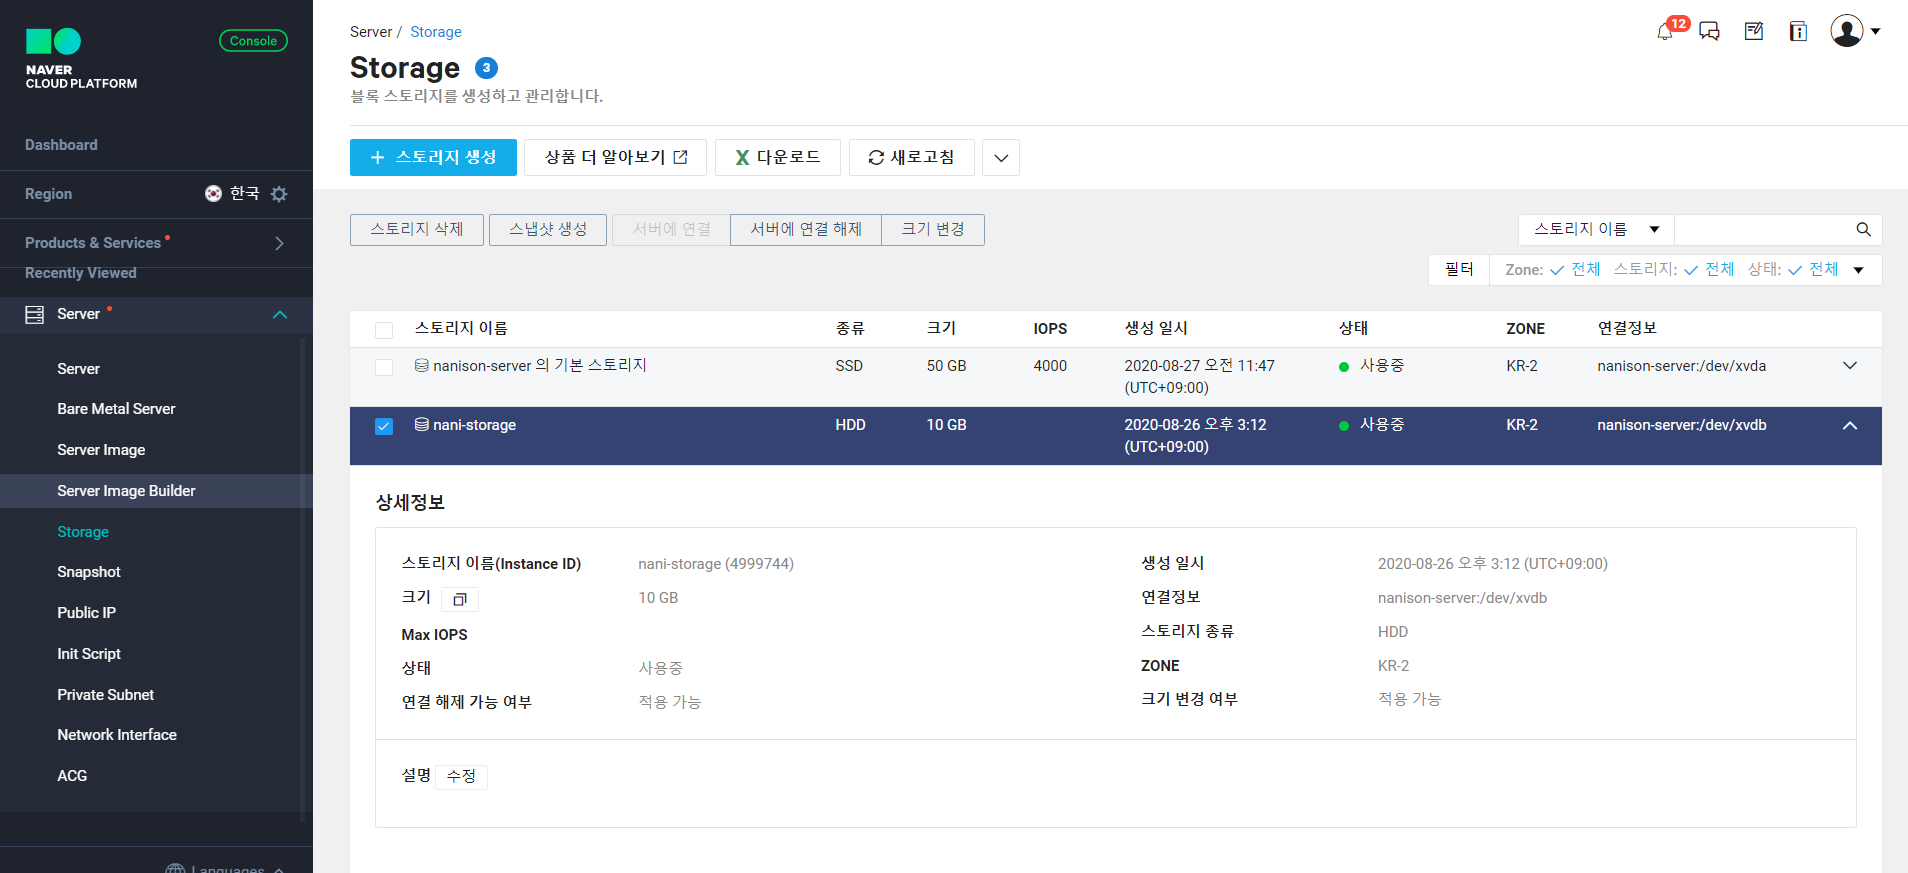 NAVER
CLOUD PLATFORM
Console
Dashboard
Region 한국
Products & Services
Recently Viewed
Server
Server
Bare Metal Server
Server Image
Server Image Builder
Storage
Snapshot
Public IP
Init Script
Private Subnet
Network Interface
ACG
Languages
Server / Storage
12
Storage 3
블록 스토리지를 생성하고 관리합니다.
+ 스토리지 생성 상품 더 알아보기 다운로드 새로고침
스토리지 삭제 스냅샷 생성 서버에 연결 서버에 연결 해제 크기 변경
스토리지 이름
필터 Zone: 전체 스토리지: 전체 상태: 전체
스토리지 이름 종류 크기 IOPS 생성 일시 상태 ZONE 연결정보
nanison-server 의 기본 스토리지 SSD 50 GB 4000 2020-08-27 오전 11:47 사용중 KR-2 nanison-server:/dev/xvda
(UTC+09:00)
nani-storage HDD 10 GB 2020-08-26 오후 3:12 사용중 KR-2 nanison-server:/dev/xvdb
(UTC+09:00)
상세정보
스토리지 이름(Instance ID) nani-storage (4999744) 생성 일시 2020-08-26 오후 3:12 (UTC+09:00)
크기 10 GB 연결정보 nanison-server:/dev/xvdb
Max IOPS 스토리지 종류 HDD
상태 사용중 ZONE KR-2
연결 해제 가능 여부 적용 가능 크기 변경 여부 적용 가능
설명 수정